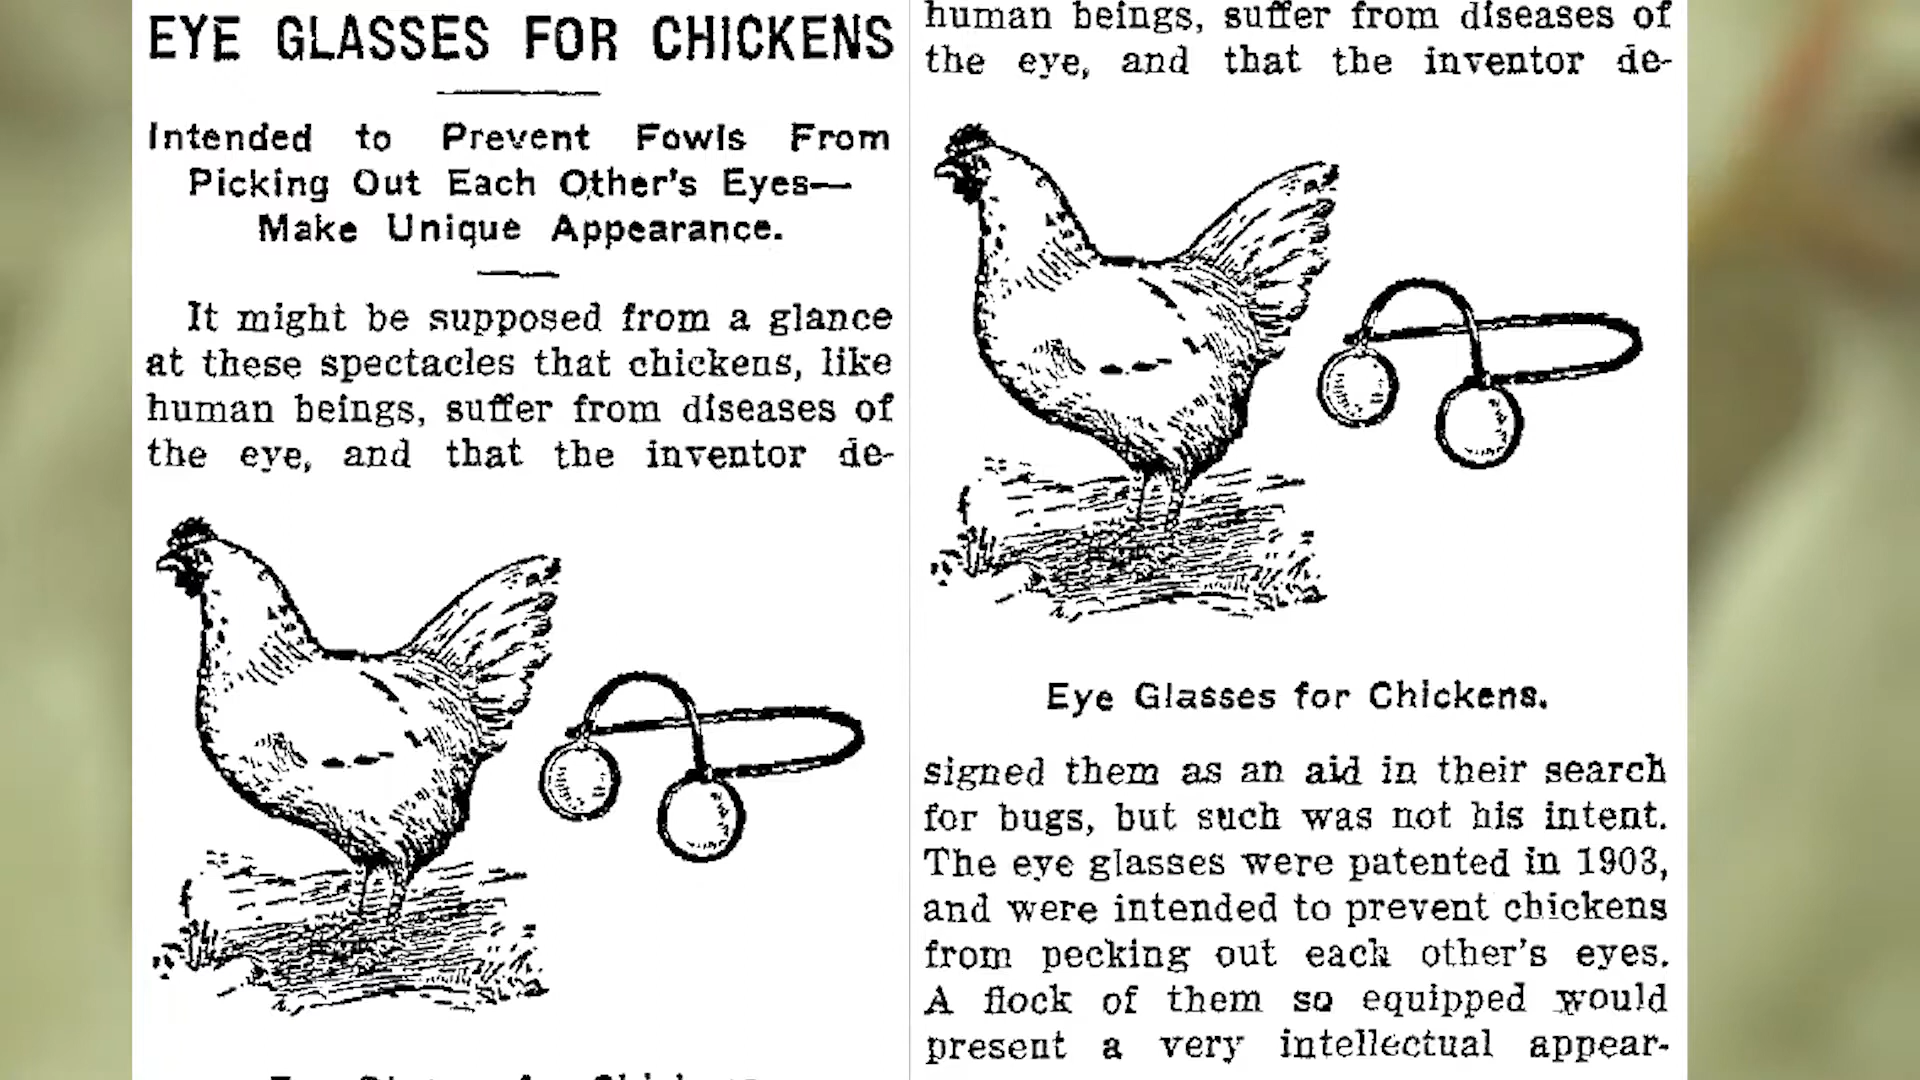 EYE GLASSES FOR CHICKENS
Intended to Prevent Fowls From
Picking Out Each Other's Eyes—
Make Unique Appearance.
It might be supposed from a glance
at these spectacles that chickens, like
human beings, suffer from diseases of
the eye, and that the inventor de-
human beings, suffer from diseases of
the eye, and that the inventor de-
Eye Glasses for Chickens.
signed them as an aid in their search
for bugs, but such was not his intent.
The eye glasses were patented in 1903,
and were intended to prevent chickens
from pecking out each other's eyes.
A flock of them so equipped would
present a very intellectual appear-